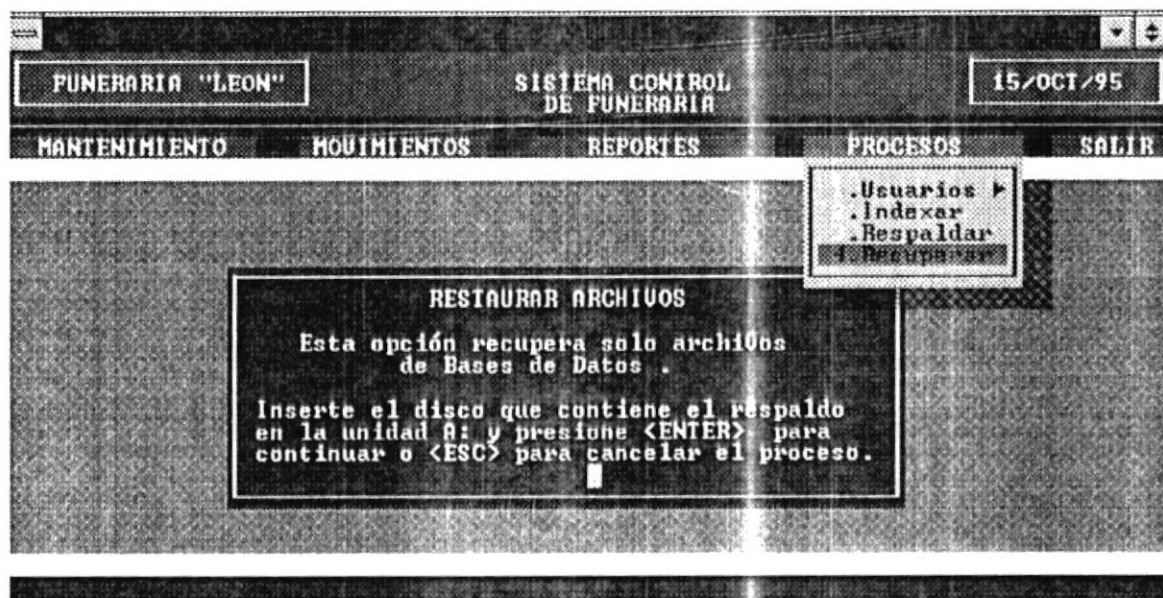 FUNERARIA "LEON"
SISTEMA CONTROL
DE FUNERARIA
15/OCT/95
MANTENIMIENTO MOVIMIENTOS REPORTES PROCESOS SALIR
.Usuarios ►
.Indexar
.Respaldar
4.Recuperar
RESTAURAR ARCHIVOS
Esta opción recupera solo archivos
de Bases de Datos .
Inserte el disco que contiene el respaldo
en la unidad A: y presione <ENTER> para
continuar o <ESC> para cancelar el proceso.